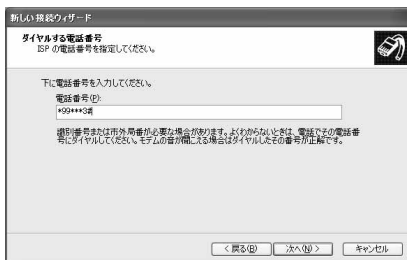 新しい接続ウィザード
ダイヤルする電話番号
ISP の電話番号を指定してください。
下に電話番号を入力してください。
電話番号(P):
*99***3#
識別番号または市外局番が必要な場合があります。よくわからないときは、電話でその電話番
号にダイヤルしてください。モデムの音が聞こえる場合はダイヤルしたその番号が正解です。
< 戻る(B)
次へ(N) >
キャンセル